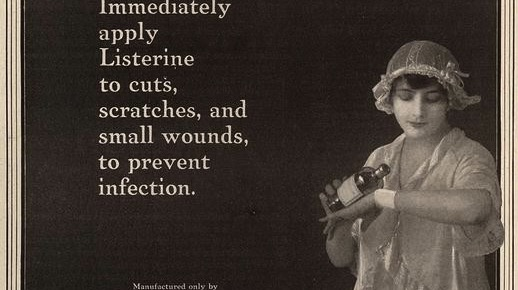 Immediately
apply
Listerine
to cuts,
scratches, and
small wounds,
to prevent
infection.
Manufactured only by